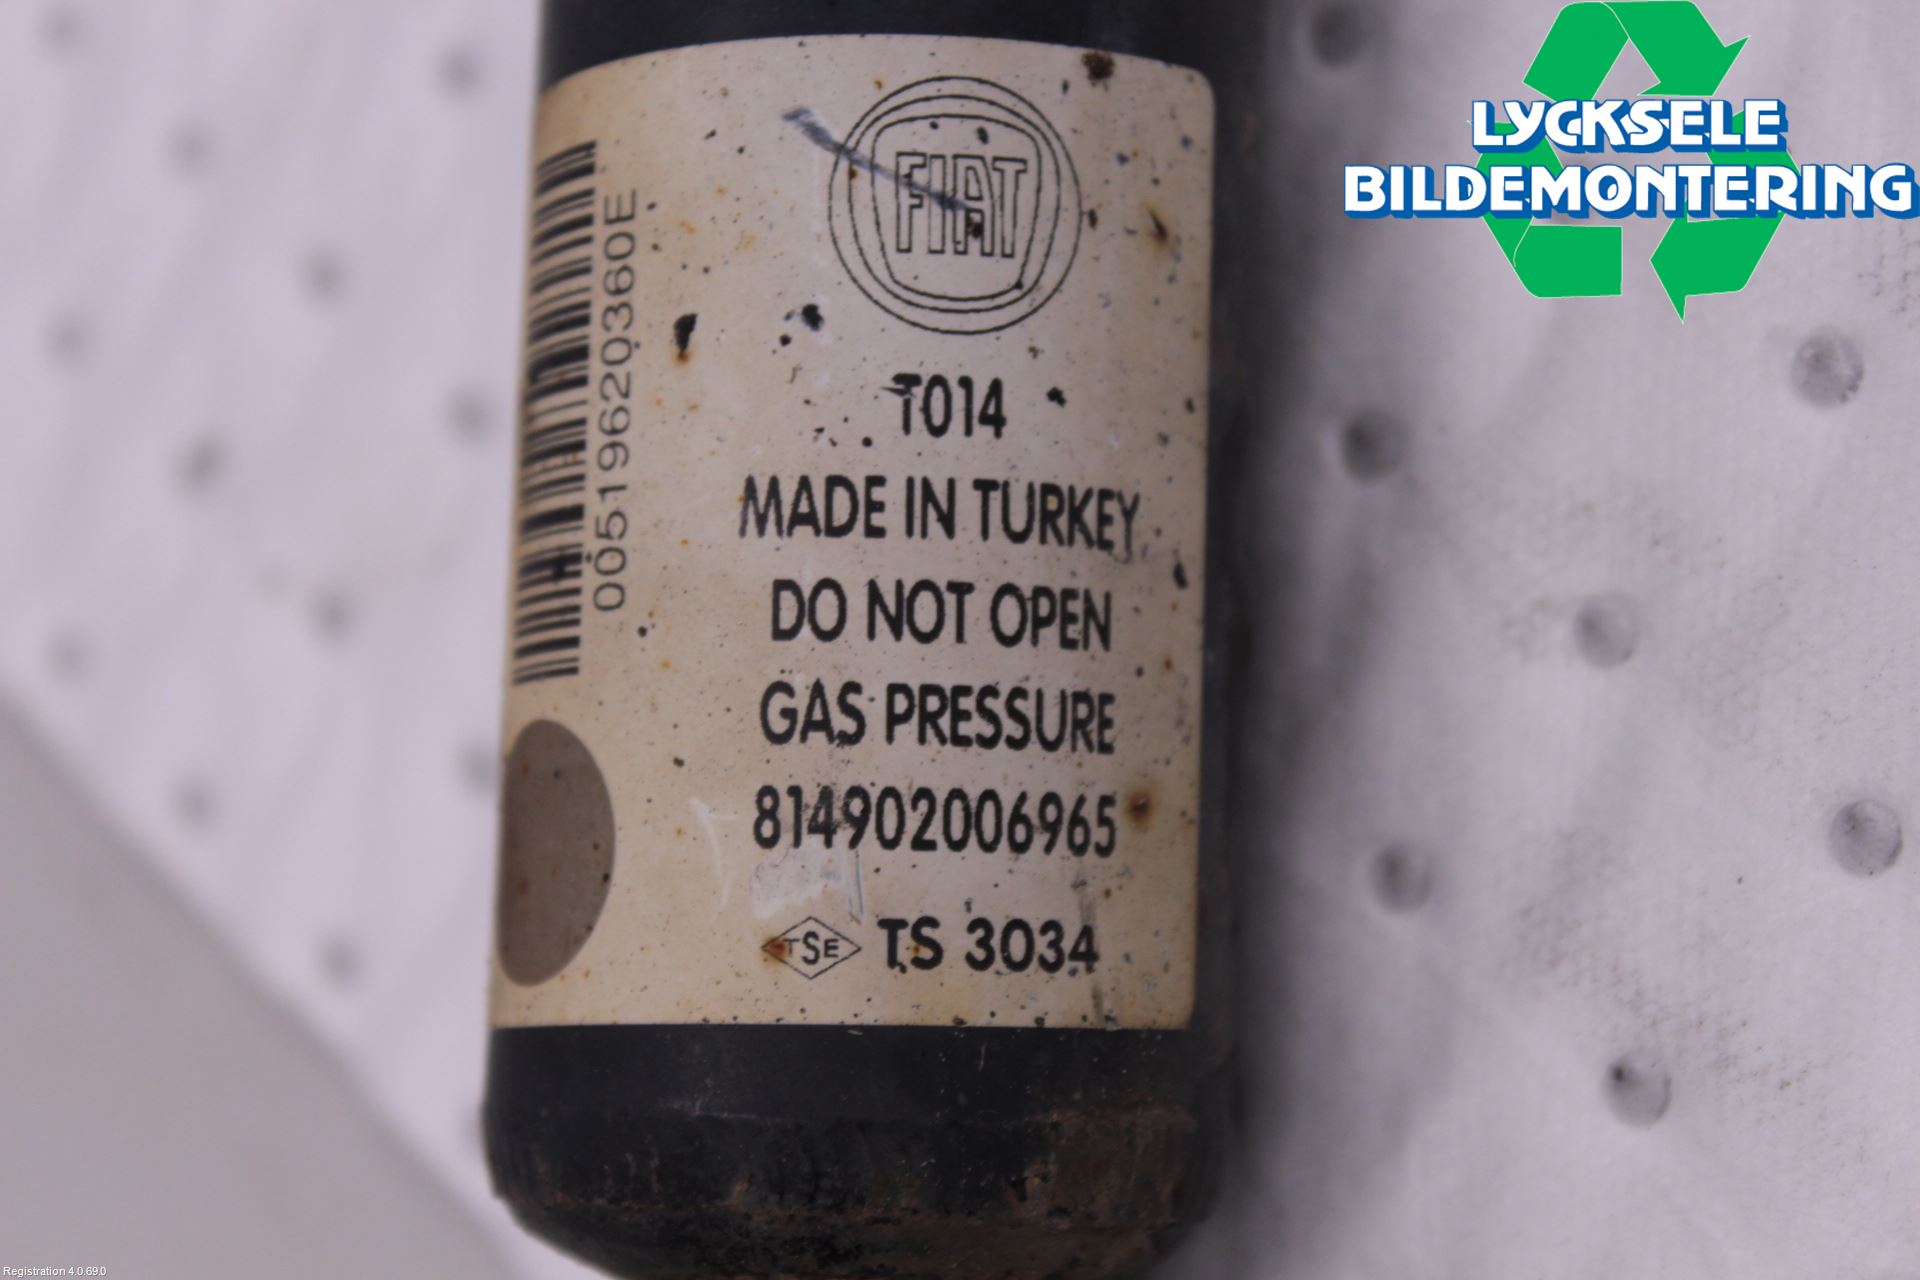 LYCKSELE
BILDEMONTERING
FIAT
00519620360E
T014
MADE IN TURKEY
DO NOT OPEN
GAS PRESSURE
814902006965
TSE TS 3034
Registration 4.0.69.0